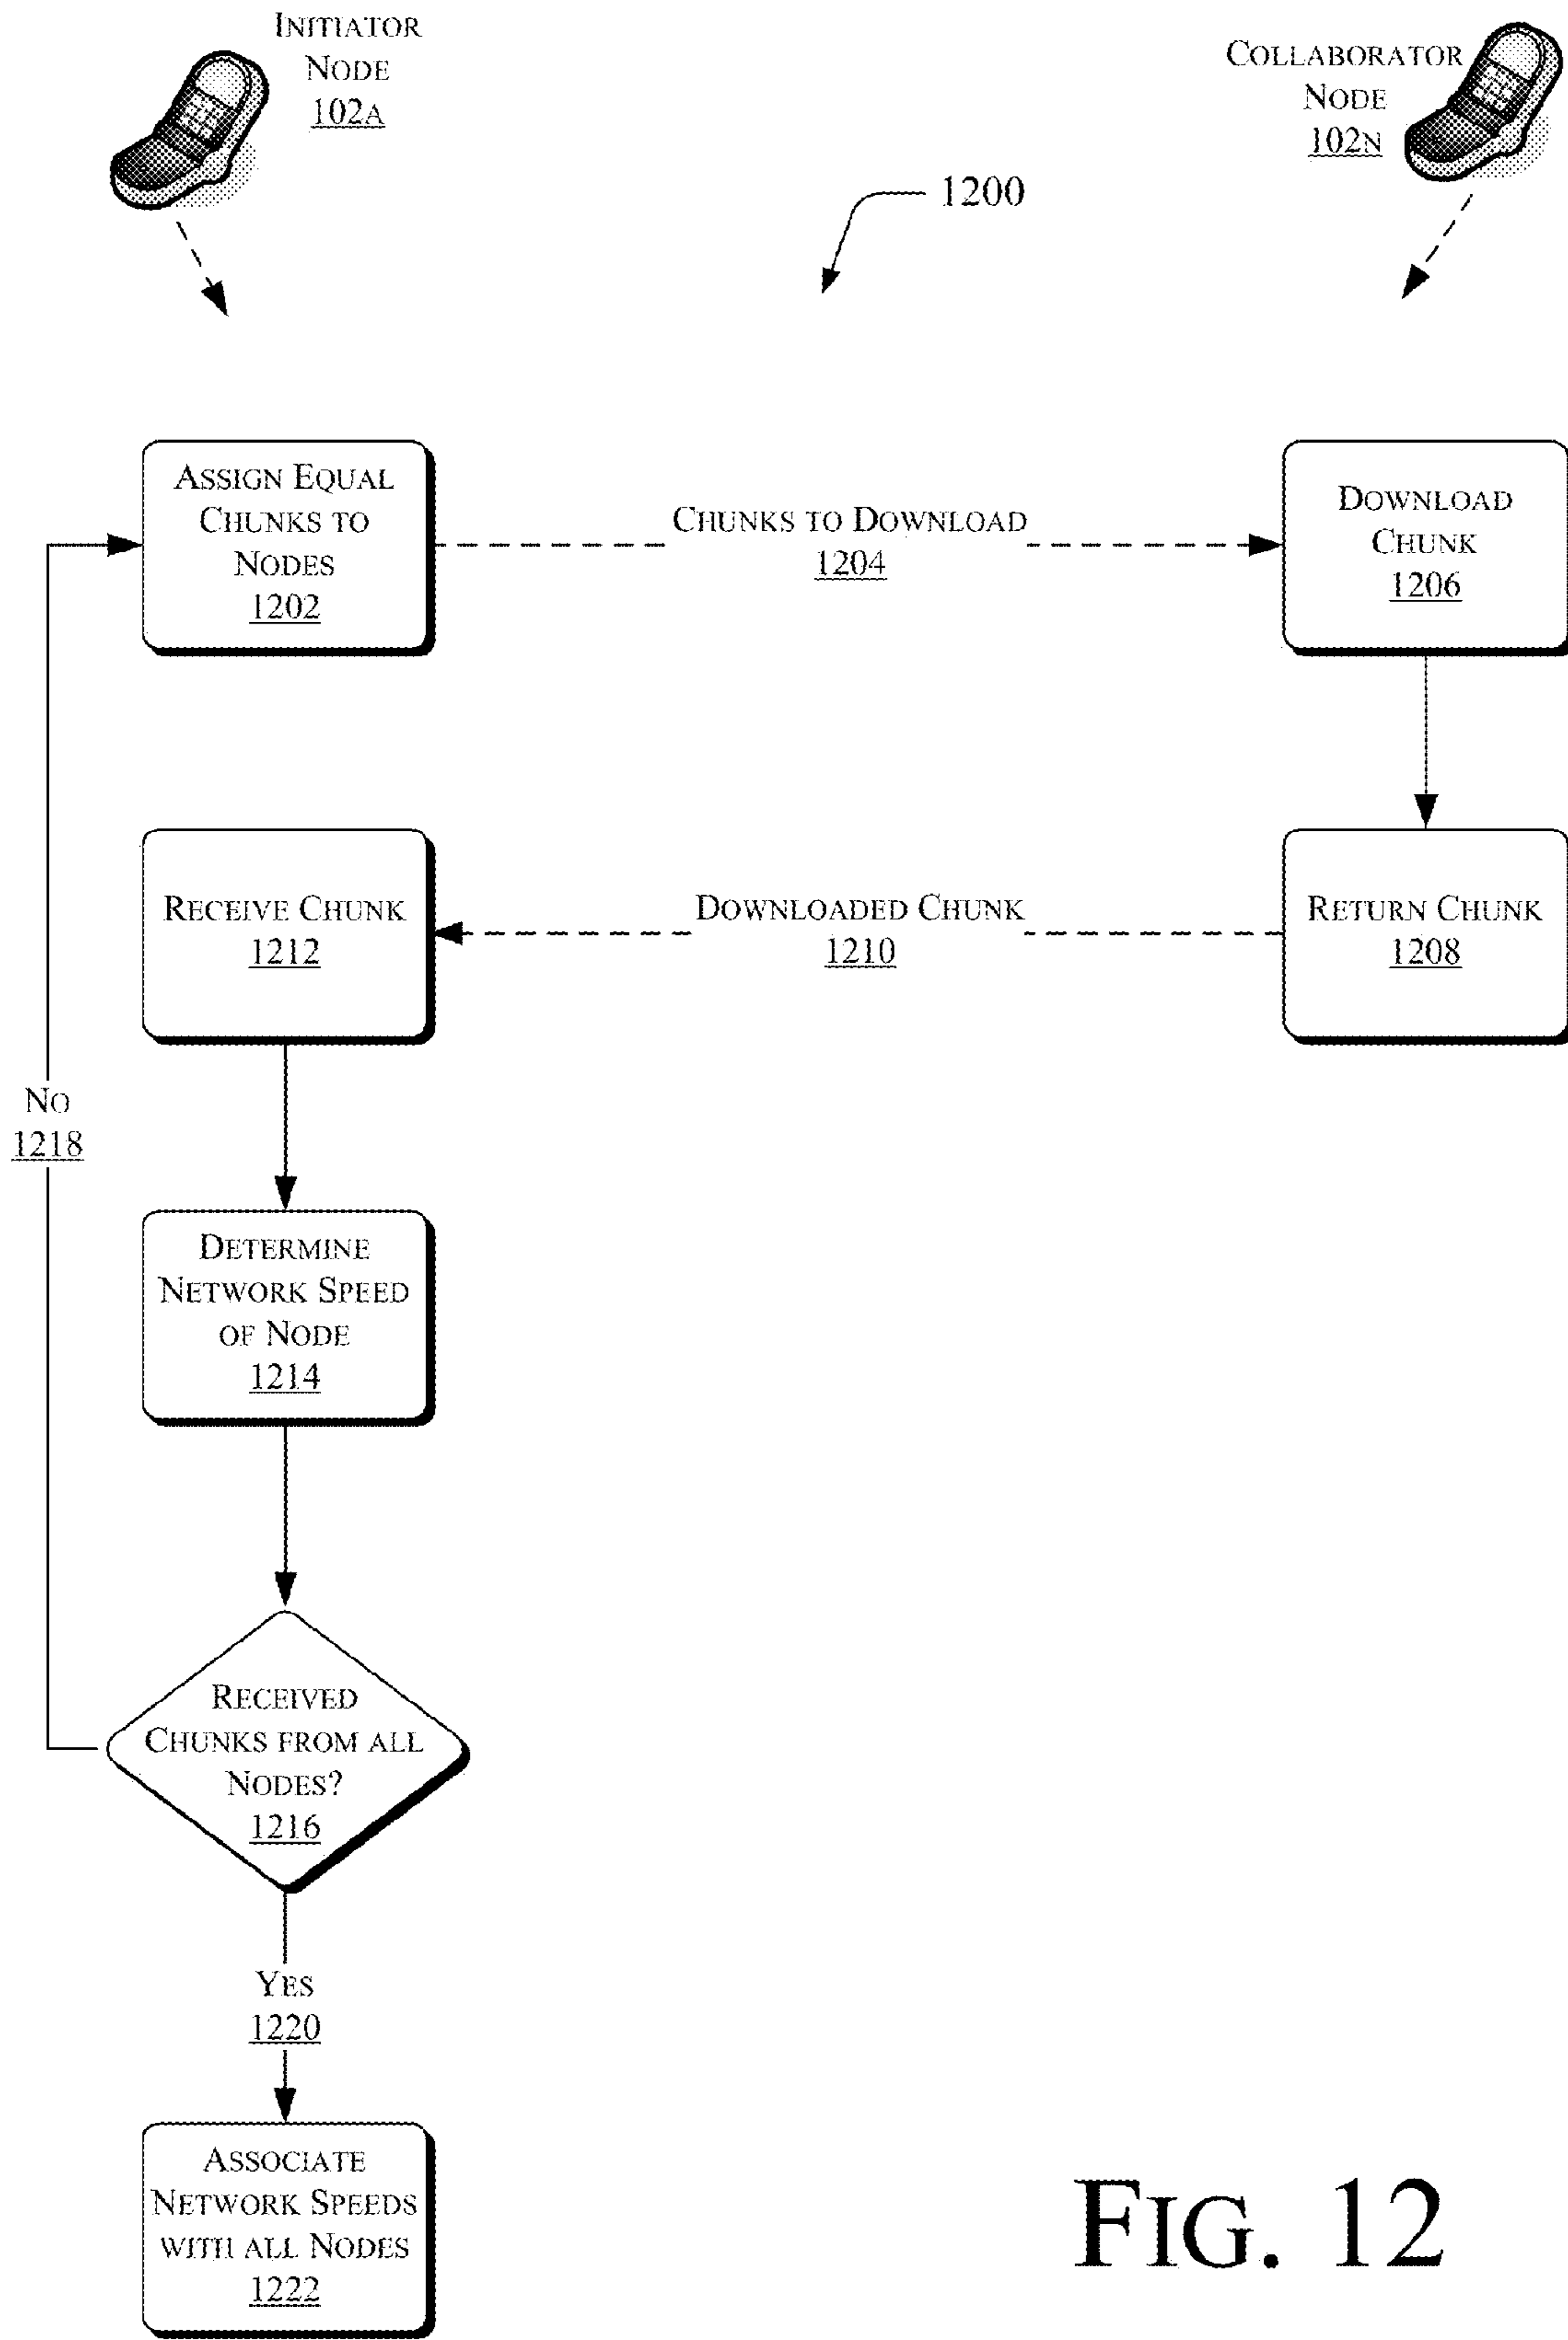 INITIATOR
NODE
102A
COLLABORATOR
NODE
102N
1200
ASSIGN EQUAL
CHUNKS TO
NODES
1202
CHUNKS TO DOWNLOAD
1204
DOWNLOAD
CHUNK
1206
RECEIVE CHUNK
1212
DOWNLOADED CHUNK
1210
RETURN CHUNK
1208
NO
1218
DETERMINE
NETWORK SPEED
OF NODE
1214
RECEIVED
CHUNKS FROM ALL
NODES?
1216
YES
1220
ASSOCIATE
NETWORK SPEEDS
WITH ALL NODES
1222
FIG. 12